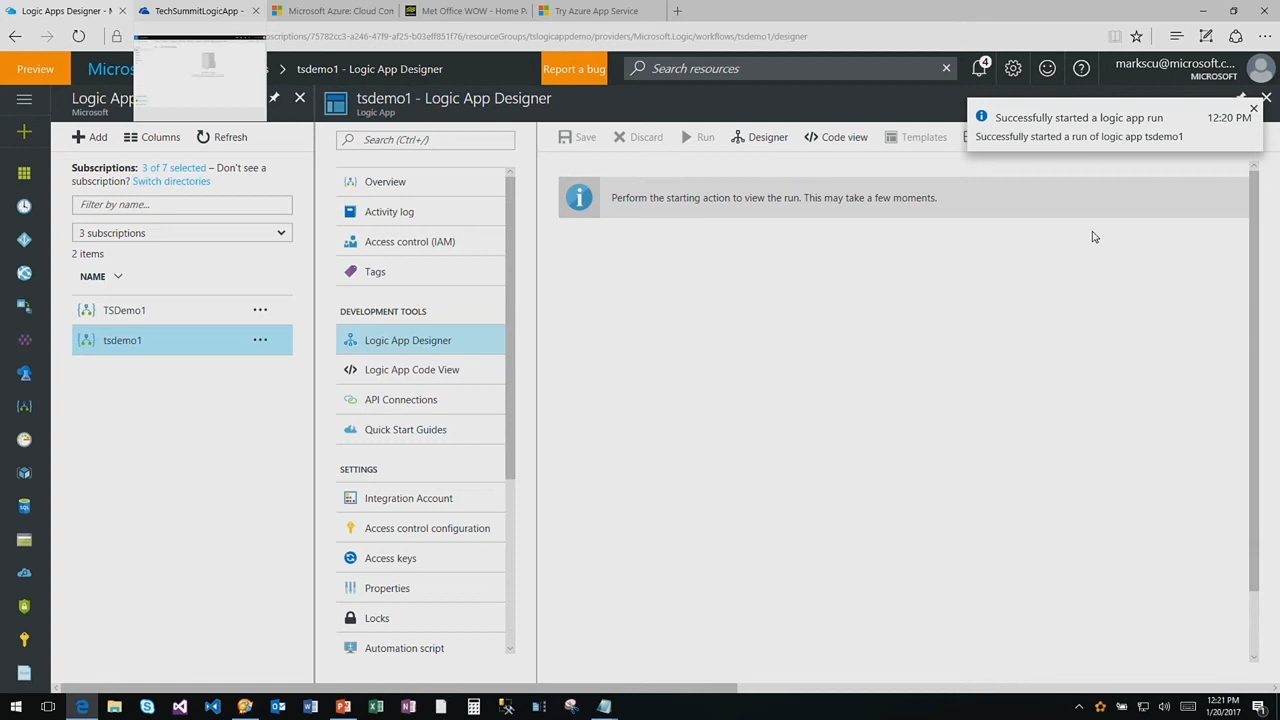 Logic Apps Designer - M
TechSummitLogicApp -
Microsoft Azure: Cloud Con
Met Office WOW - Home P
Try Azure App Service
scriptions/75782cc3-a246-47f9-af25-b03eff851f76/resourceGroups/tslogicappdemo/providers/Microsoft.Logic/workflows/tsdemo1/designer
Preview
Micros
tsdemo1 - Logic App Designer
Report a bug
Search resources
4
markscu@microsoft.c...
MICROSOFT
Logic App
Microsoft
tsdemo1 - Logic App Designer
Logic App
Successfully started a logic app run
12:20 PM
Successfully started a run of logic app tsdemo1
Add
Columns
Refresh
Search (Ctrl+/)
Save
Discard
Run
Designer
Code view
Templates
Subscriptions: 3 of 7 selected – Don't see a
subscription? Switch directories
Filter by name...
3 subscriptions
2 items
NAME
TSDemo1
tsdemo1
Overview
Activity log
Access control (IAM)
Tags
DEVELOPMENT TOOLS
Logic App Designer
Logic App Code View
API Connections
Quick Start Guides
SETTINGS
Integration Account
Access control configuration
Access keys
Properties
Locks
Automation script
Perform the starting action to view the run. This may take a few moments.
12:21 PM
1/20/2017